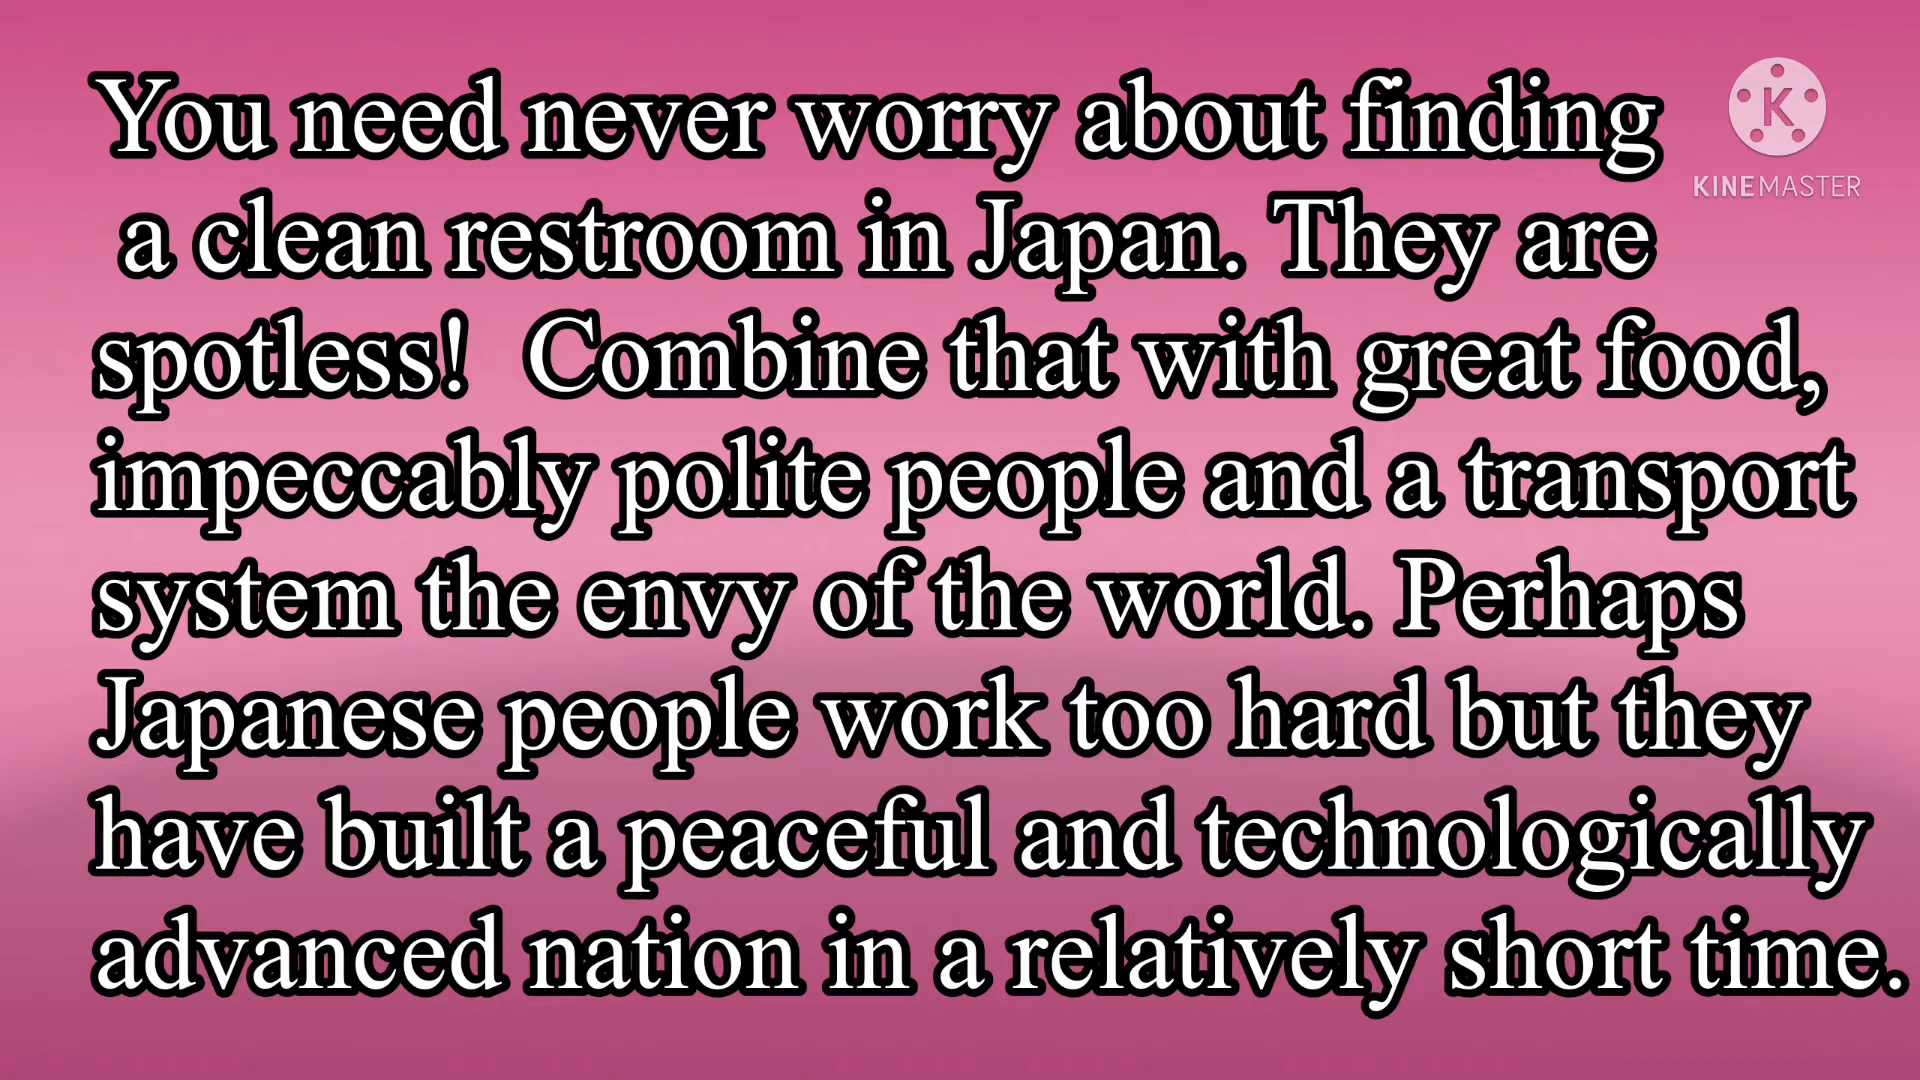 You need never worry about finding
a clean restroom in Japan. They are
spotless!  Combine that with great food,
impeccably polite people and a transport
system the envy of the world. Perhaps
Japanese people work too hard but they
have built a peaceful and technologically
advanced nation in a relatively short time.
K
KINEMASTER